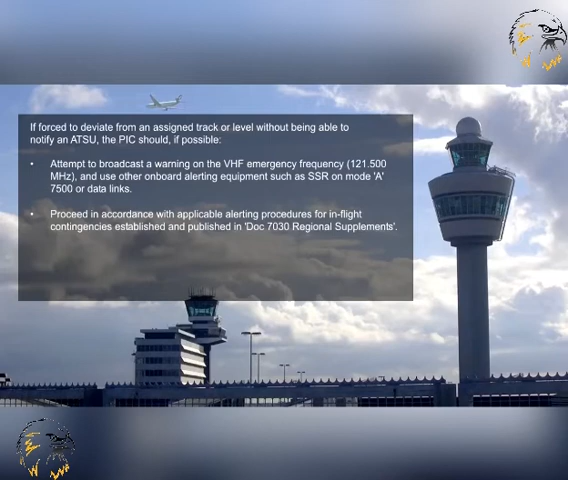 If forced to deviate from an assigned track or level without being able to
notify an ATSU, the PIC should, if possible:
• Attempt to broadcast a warning on the VHF emergency frequency (121.500
MHz), and use other onboard alerting equipment such as SSR on mode 'A'
7500 or data links.
• Proceed in accordance with applicable alerting procedures for in-flight
contingencies established and published in 'Doc 7030 Regional Supplements'.